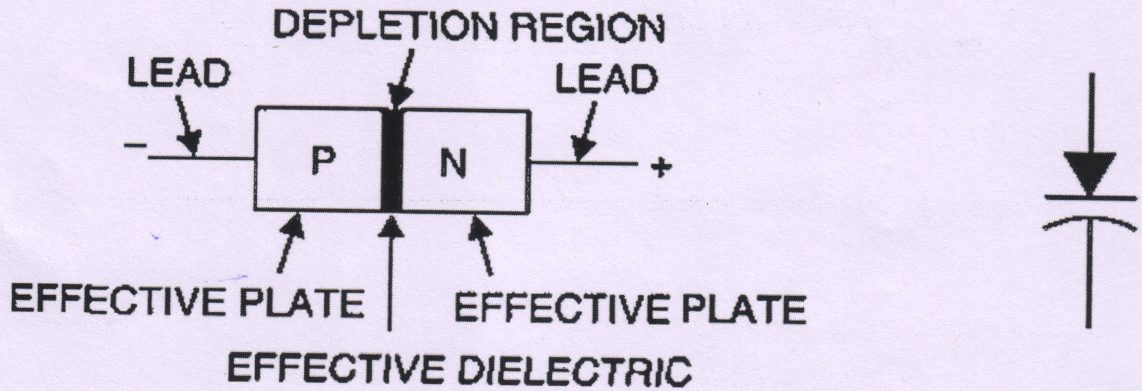 DEPLETION REGION
LEAD
LEAD
−
P
N
+
EFFECTIVE PLATE
EFFECTIVE PLATE
EFFECTIVE DIELECTRIC